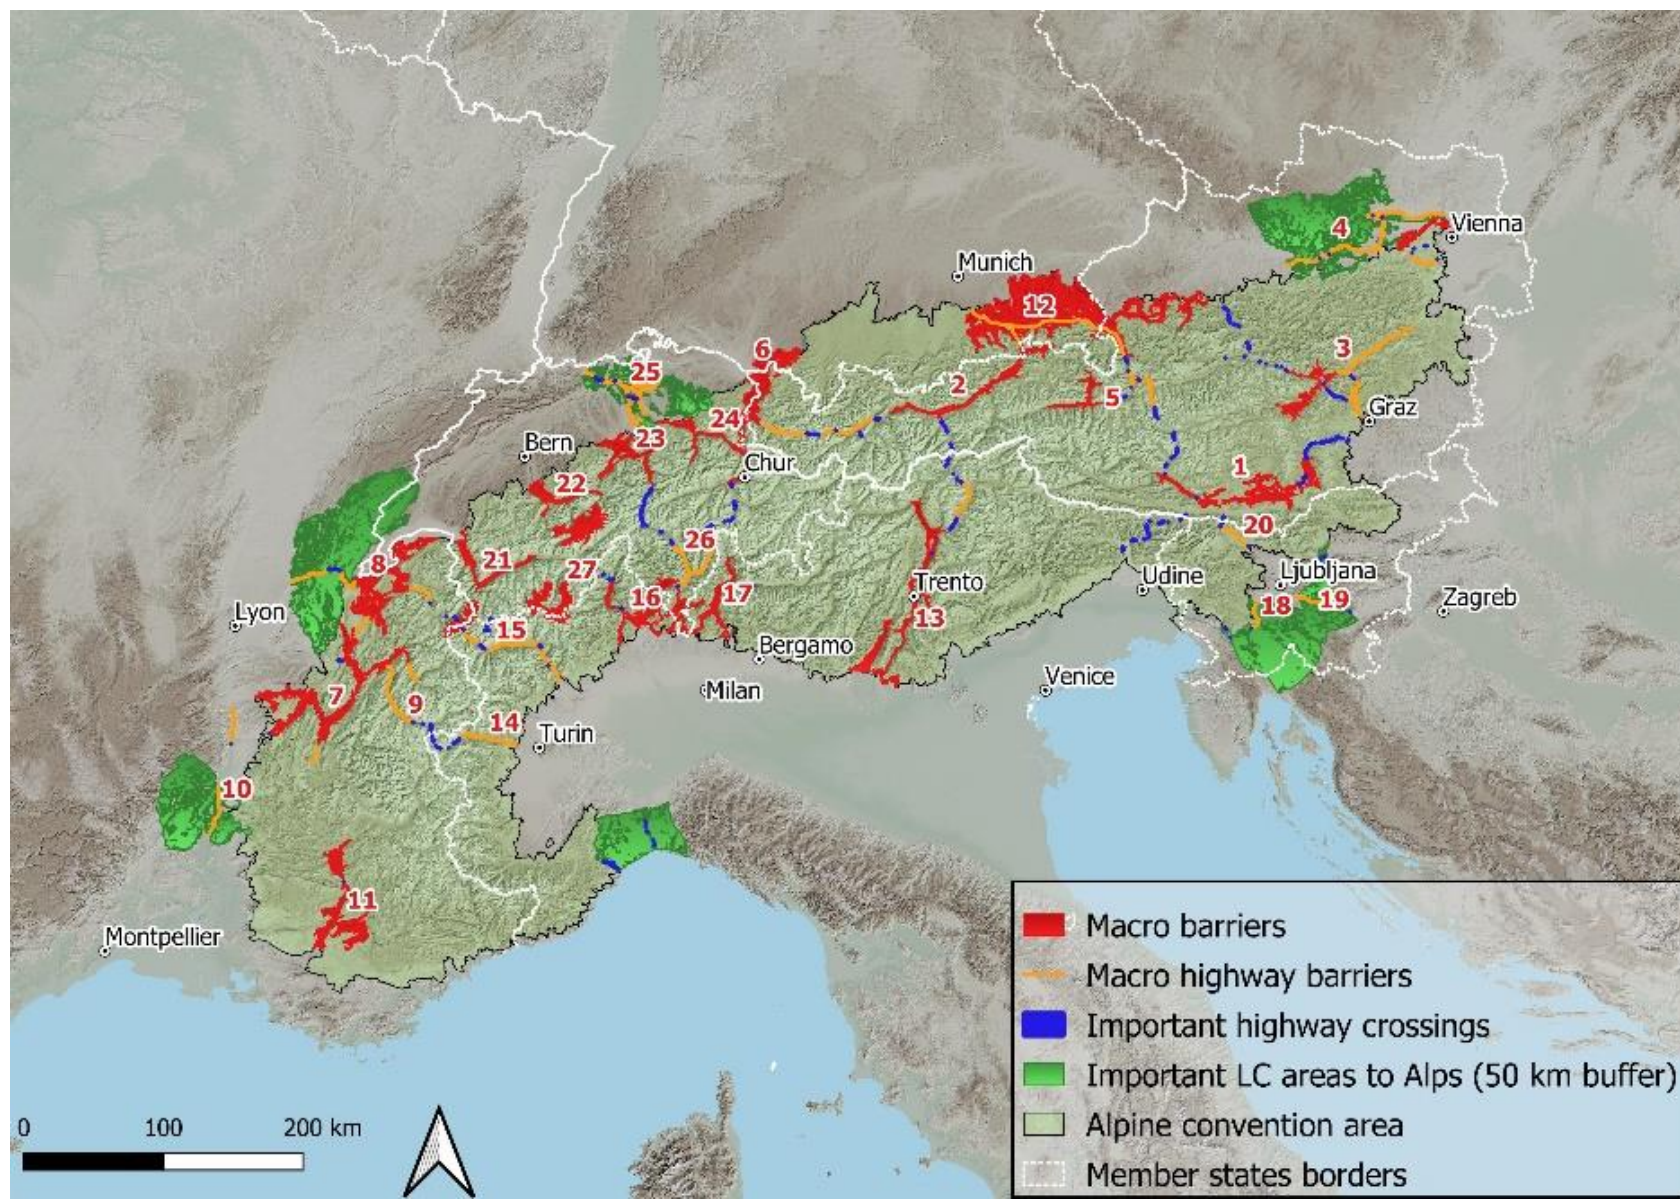 Vienna
4
Munich
12
6
3
25
2
5
Graz
24
Bern
23
Chur
1
22
20
26
21
27
8
Ljubljana
Udine
Trento
16
17
18
19
Zagreb
Lyon
15
13
Bergamo
7
Milan
Venice
9
14
Turin
10
11
Montpellier
Macro barriers
Macro highway barriers
Important highway crossings
Important LC areas to Alps (50 km buffer)
Alpine convention area
Member states borders
0 100 200 km